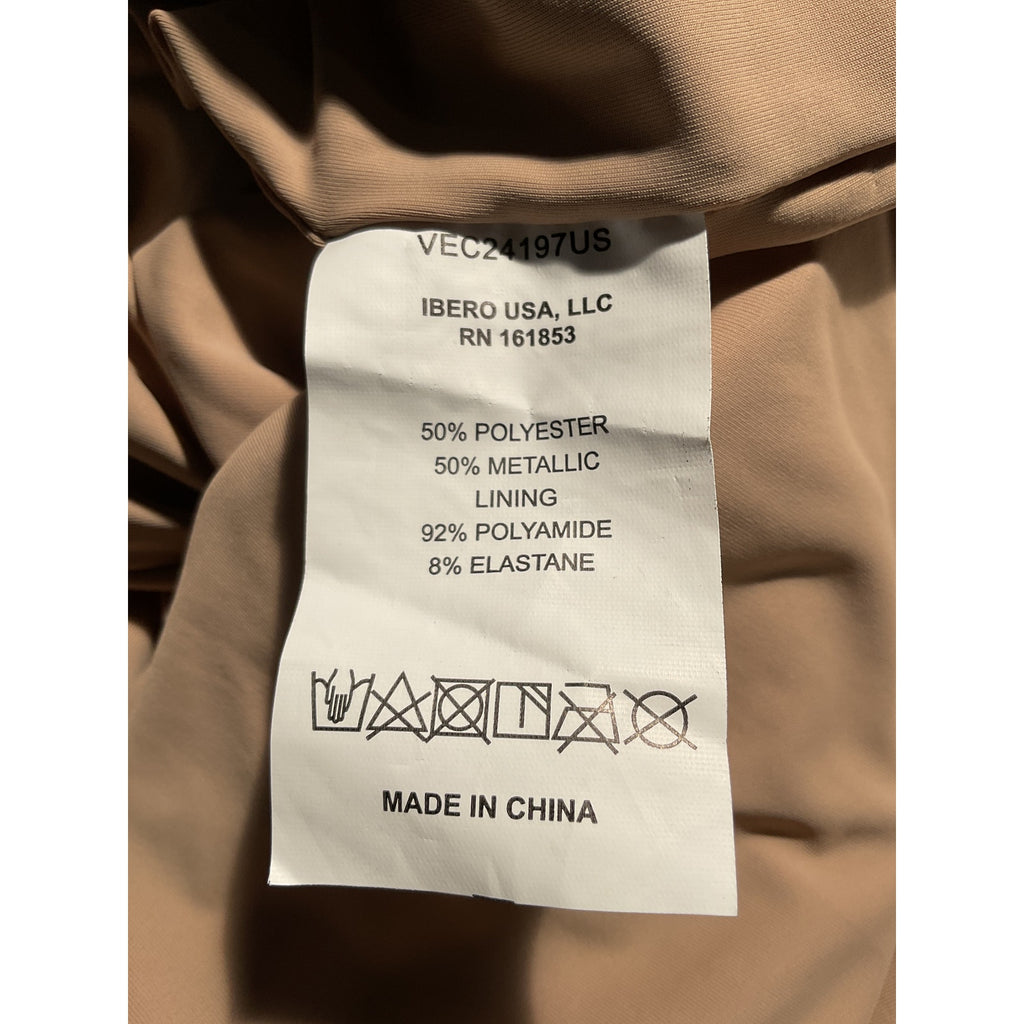 VEC24197US
IBERO USA, LLC
RN 161853
50% POLYESTER
50% METALLIC
LINING
92% POLYAMIDE
8% ELASTANE
MADE IN CHINA